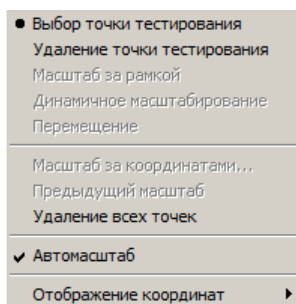 Выбор точки тестирования
Удаление точки тестирования
Масштаб за рамкой
Динамичное масштабирование
Перемещение
Масштаб за координатами...
Предыдущий масштаб
Удаление всех точек
Автомасштаб
Отображение координат